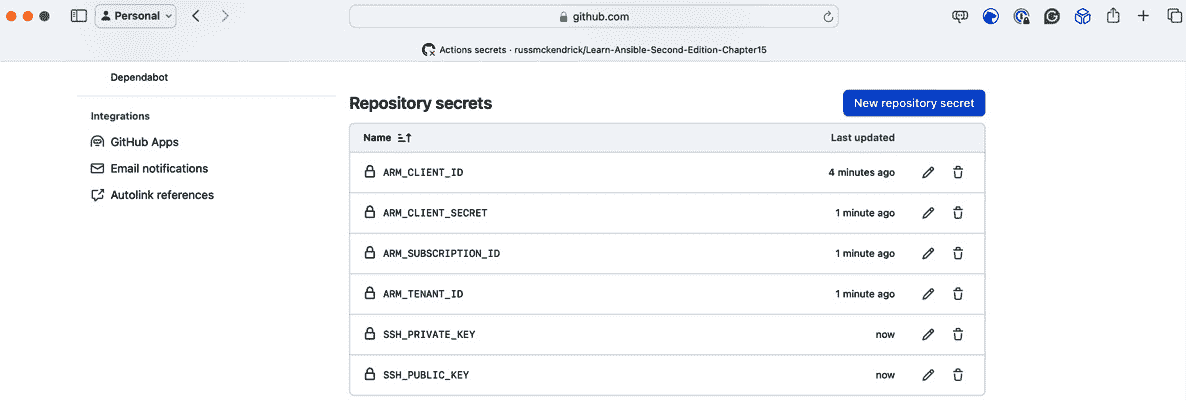 Personal
github.com
Actions secrets · russmckendrick/Learn-Ansible-Second-Edition-Chapter15
Dependabot
Integrations
GitHub Apps
Email notifications
Autolink references
Repository secrets
New repository secret
Name Last updated
ARM_CLIENT_ID 4 minutes ago
ARM_CLIENT_SECRET 1 minute ago
ARM_SUBSCRIPTION_ID 1 minute ago
ARM_TENANT_ID 1 minute ago
SSH_PRIVATE_KEY now
SSH_PUBLIC_KEY now